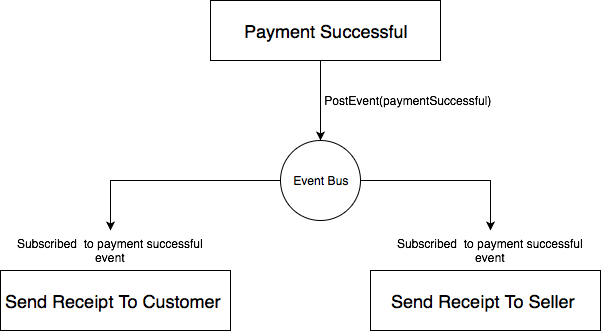 Payment Successful
PostEvent(paymentSuccessful)
Event Bus
Subscribed to payment successful
event
Subscribed to payment successful
event
Send Receipt To Customer
Send Receipt To Seller